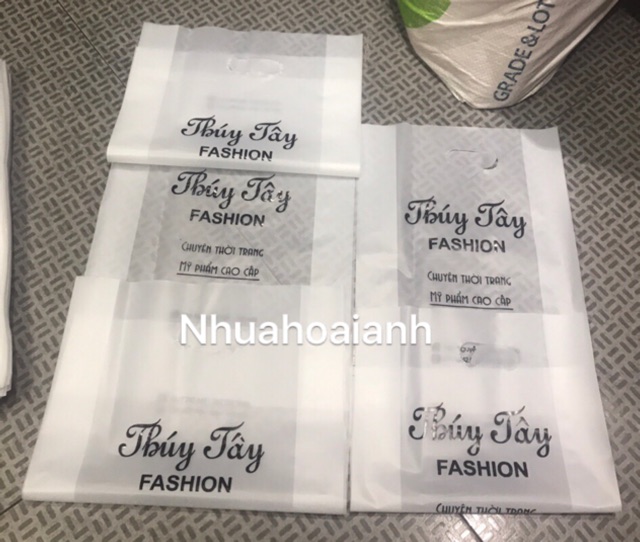 GRADE & LOT
Thúy Tây
FASHION
Thúy Tây
FASHION
CHUYÊN THỜI TRANG
MỸ PHẨM CAO CẤP
Thúy Tây
FASHION
CHUYÊN THỜI TRANG
MỸ PHẨM CAO CẤP
Nhuahoaianh
Thúy Tây
FASHION
Thúy Tây
FASHION
CHUYÊN THỜI TRANG